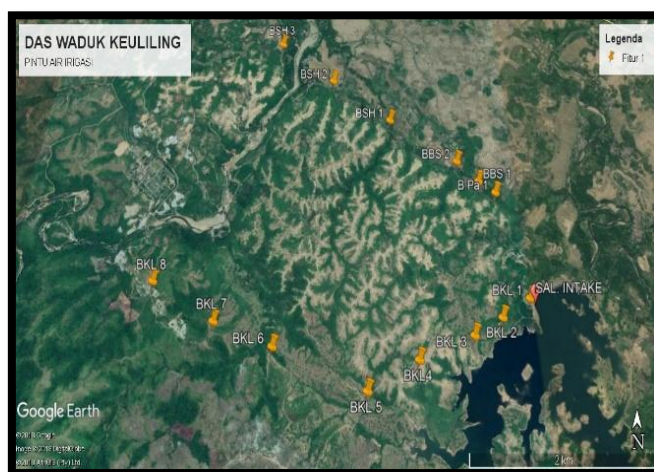 DAS WADUK KEULILING
PINTU AIR IRIGASI
Legenda
Fitur 1
BSH 3
BSH 2
BSH 1
BBS 2
BBS 1
B Pa 1
BKL 8
BKL 7
BKL 6
BKL 5
BKL4
BKL 3
BKL 2
BKL 1
SAL. INTAKE
Google Earth
N
2 km